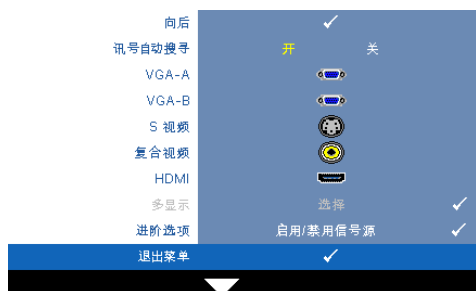 向后
讯号自动搜寻 开 关
VGA-A
VGA-B
S 视频
复合视频
HDMI
多显示 选择
进阶选项 启用/禁用信号源
退出菜单